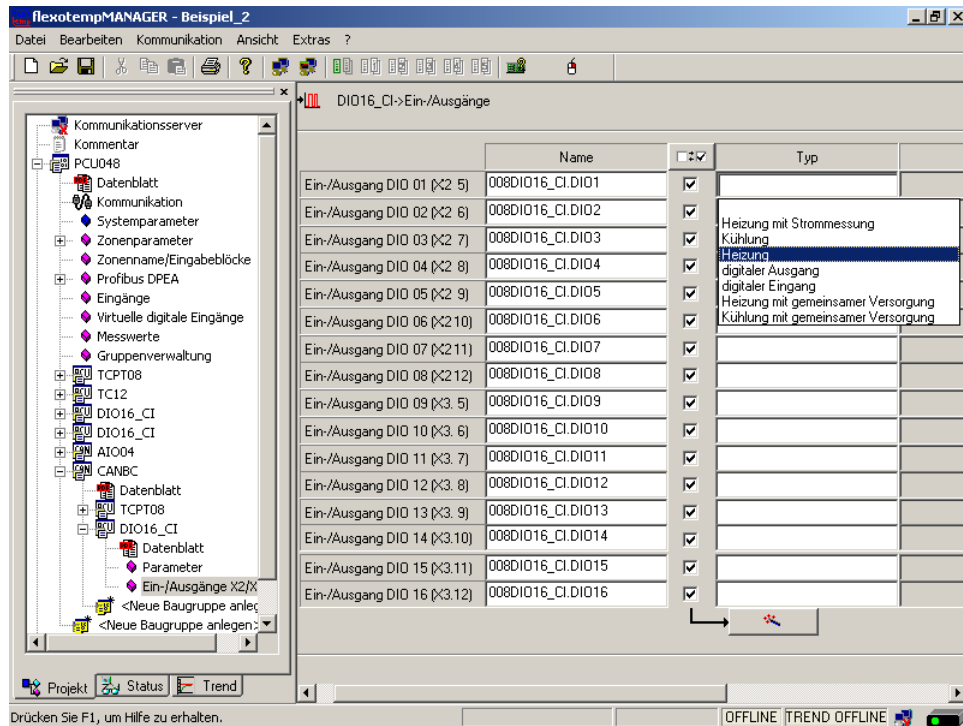 flexotempMANAGER - Beispiel_2
Datei Bearbeiten Kommunikation Ansicht Extras ?
DIO16_CI->Ein-/Ausgänge
Kommunikationsserver
Kommentar
PCU048
Datenblatt
Kommunikation
Systemparameter
Zonenparameter
Zonenname/Eingabeblöcke
Profibus DPEA
Eingänge
Virtuelle digitale Eingänge
Messwerte
Gruppenverwaltung
TCPT08
TC12
DIO16_CI
DIO16_CI
AIO04
CANBC
Datenblatt
TCPT08
DIO16_CI
Datenblatt
Parameter
Ein-/Ausgänge X2/X
<Neue Baugruppe anleg
<Neue Baugruppe anlegen>
Projekt Status Trend
Name Typ
Ein-/Ausgang DIO 01 (X2 5) 008DIO16_CI.DIO1
Ein-/Ausgang DIO 02 (X2 6) 008DIO16_CI.DIO2
Ein-/Ausgang DIO 03 (X2 7) 008DIO16_CI.DIO3
Ein-/Ausgang DIO 04 (X2 8) 008DIO16_CI.DIO4
Ein-/Ausgang DIO 05 (X2 9) 008DIO16_CI.DIO5
Ein-/Ausgang DIO 06 (X2 10) 008DIO16_CI.DIO6
Ein-/Ausgang DIO 07 (X2 11) 008DIO16_CI.DIO7
Ein-/Ausgang DIO 08 (X2 12) 008DIO16_CI.DIO8
Ein-/Ausgang DIO 09 (X3. 5) 008DIO16_CI.DIO9
Ein-/Ausgang DIO 10 (X3. 6) 008DIO16_CI.DIO10
Ein-/Ausgang DIO 11 (X3. 7) 008DIO16_CI.DIO11
Ein-/Ausgang DIO 12 (X3. 8) 008DIO16_CI.DIO12
Ein-/Ausgang DIO 13 (X3. 9) 008DIO16_CI.DIO13
Ein-/Ausgang DIO 14 (X3.10) 008DIO16_CI.DIO14
Ein-/Ausgang DIO 15 (X3.11) 008DIO16_CI.DIO15
Ein-/Ausgang DIO 16 (X3.12) 008DIO16_CI.DIO16
Heizung mit Strommessung
Kühlung
Heizung
digitaler Ausgang
digitaler Eingang
Heizung mit gemeinsamer Versorgung
Kühlung mit gemeinsamer Versorgung
Drücken Sie F1, um Hilfe zu erhalten.
OFFLINE TREND OFFLINE